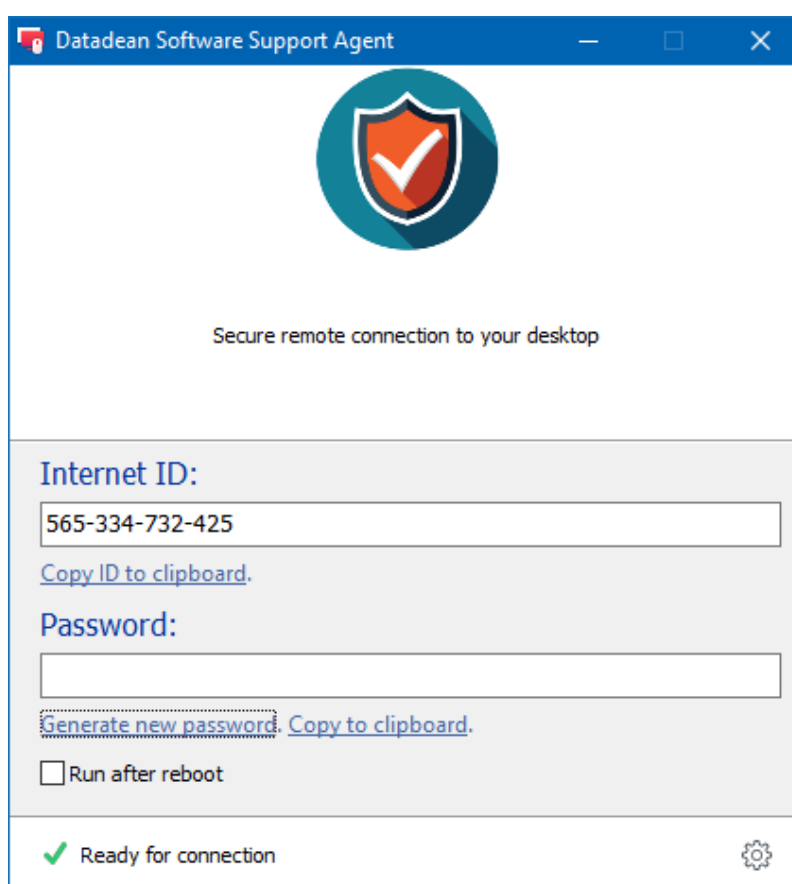 Datadean Software Support Agent
Secure remote connection to your desktop
Internet ID:
565-334-732-425
Copy ID to clipboard.
Password:
Generate new password. Copy to clipboard.
Run after reboot
Ready for connection